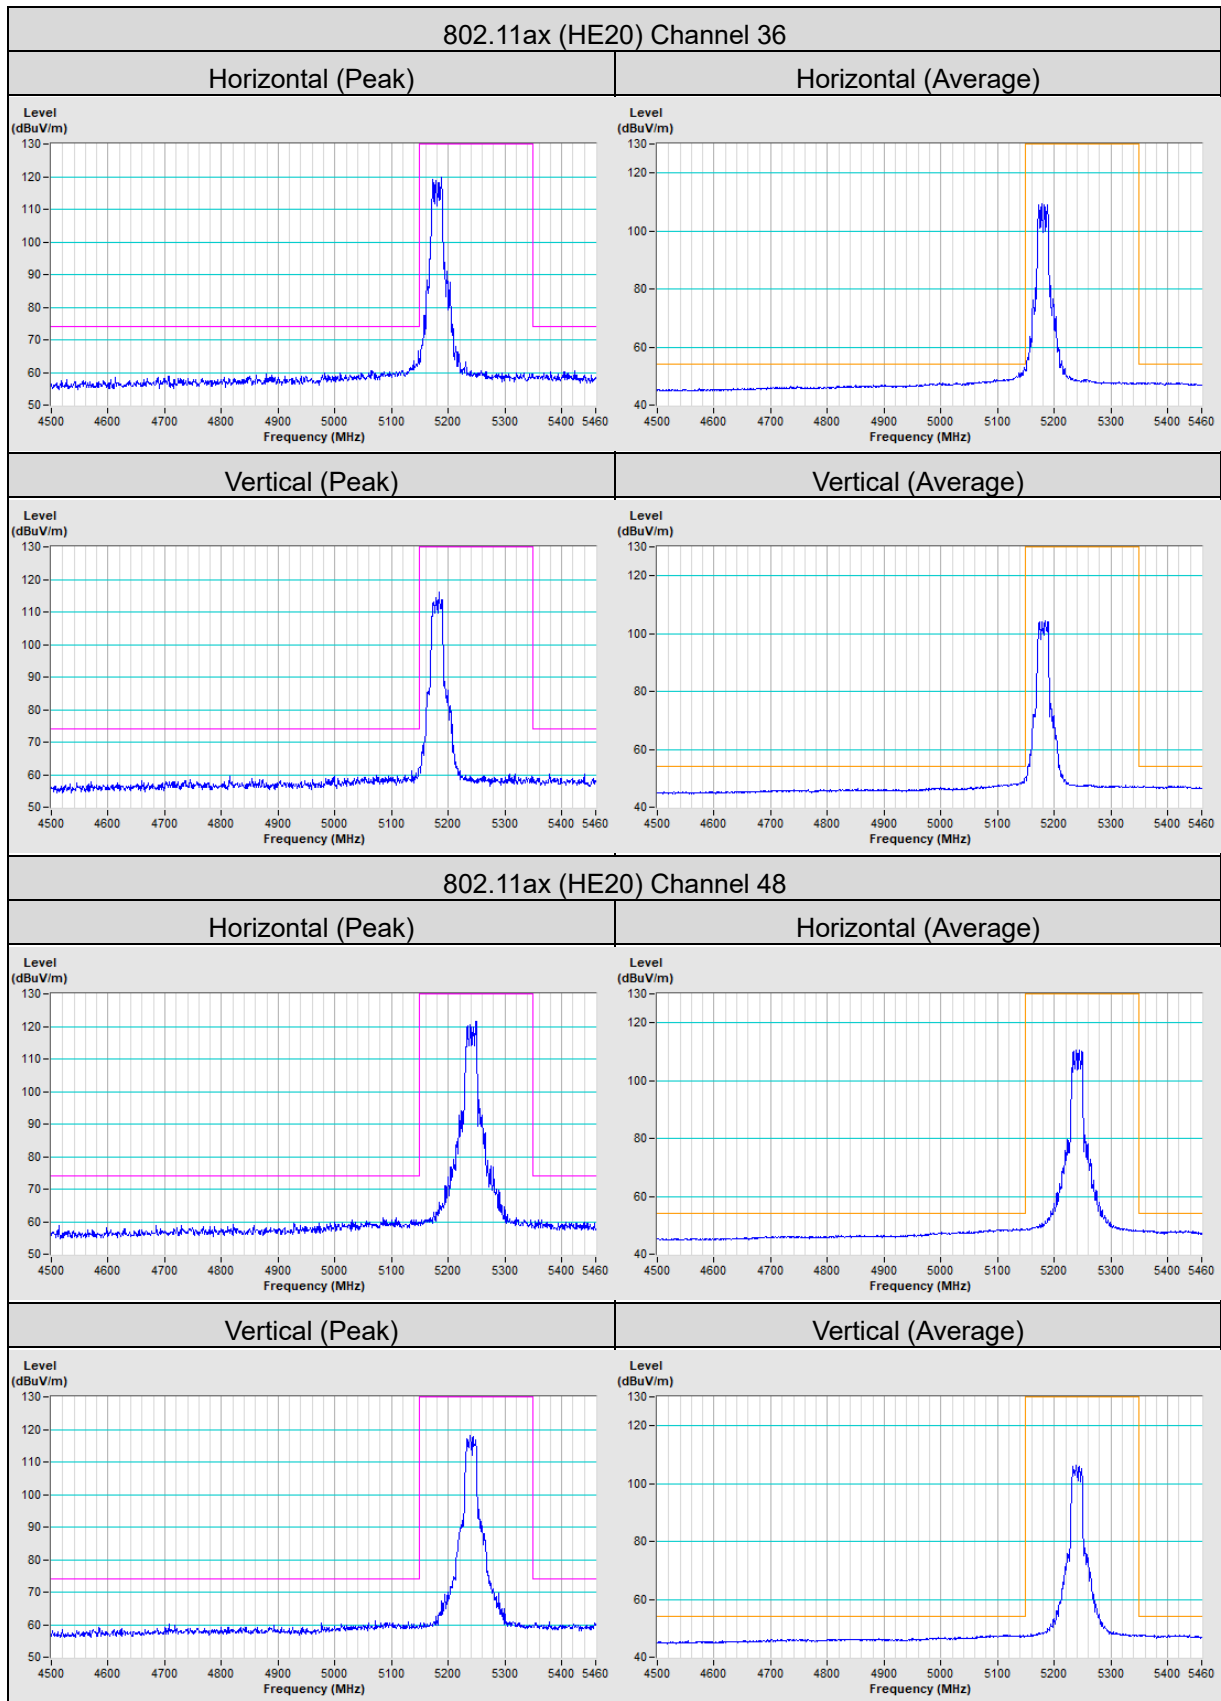 802.11ax (HE20) Channel 36
Horizontal (Peak)
Horizontal (Average)
Level
(dBuV/m)
130
120
110
100
90
80
70
60
50
4500 4600 4700 4800 4900 5000 5100 5200 5300 5400 5460
Frequency (MHz)
Level
(dBuV/m)
130
120
100
80
60
40
4500 4600 4700 4800 4900 5000 5100 5200 5300 5400 5460
Frequency (MHz)
Vertical (Peak)
Vertical (Average)
Level
(dBuV/m)
130
120
110
100
90
80
70
60
50
4500 4600 4700 4800 4900 5000 5100 5200 5300 5400 5460
Frequency (MHz)
Level
(dBuV/m)
130
120
100
80
60
40
4500 4600 4700 4800 4900 5000 5100 5200 5300 5400 5460
Frequency (MHz)
802.11ax (HE20) Channel 48
Horizontal (Peak)
Horizontal (Average)
Level
(dBuV/m)
130
120
110
100
90
80
70
60
50
4500 4600 4700 4800 4900 5000 5100 5200 5300 5400 5460
Frequency (MHz)
Level
(dBuV/m)
130
120
100
80
60
40
4500 4600 4700 4800 4900 5000 5100 5200 5300 5400 5460
Frequency (MHz)
Vertical (Peak)
Vertical (Average)
Level
(dBuV/m)
130
120
110
100
90
80
70
60
50
4500 4600 4700 4800 4900 5000 5100 5200 5300 5400 5460
Frequency (MHz)
Level
(dBuV/m)
130
120
100
80
60
40
4500 4600 4700 4800 4900 5000 5100 5200 5300 5400 5460
Frequency (MHz)